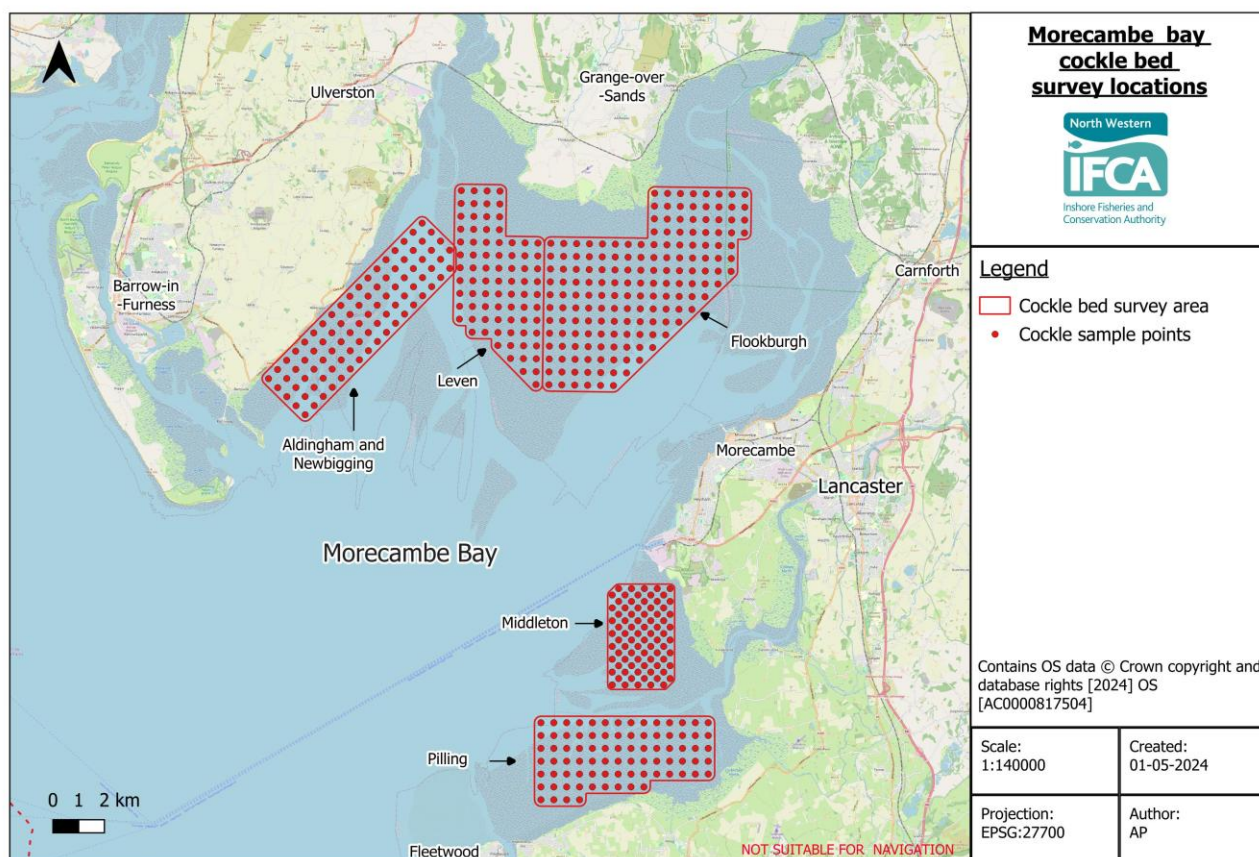 Ulverston
Grange-over
-Sands
Barrow-in
-Furness
Carnforth
Flookburgh
Leven
Aldingham and
Newbigging
Morecambe
Lancaster
Morecambe Bay
Middleton
Pilling
0 1 2 km
Fleetwood
NOT SUITABLE FOR NAVIGATION
Morecambe bay
cockle bed
survey locations
North Western
IFCA
Inshore Fisheries and
Conservation Authority
Legend
Cockle bed survey area
Cockle sample points
Contains OS data © Crown copyright and
database rights [2024] OS
[AC0000817504]
Scale:
1:140000
Created:
01-05-2024
Projection:
EPSG:27700
Author:
AP